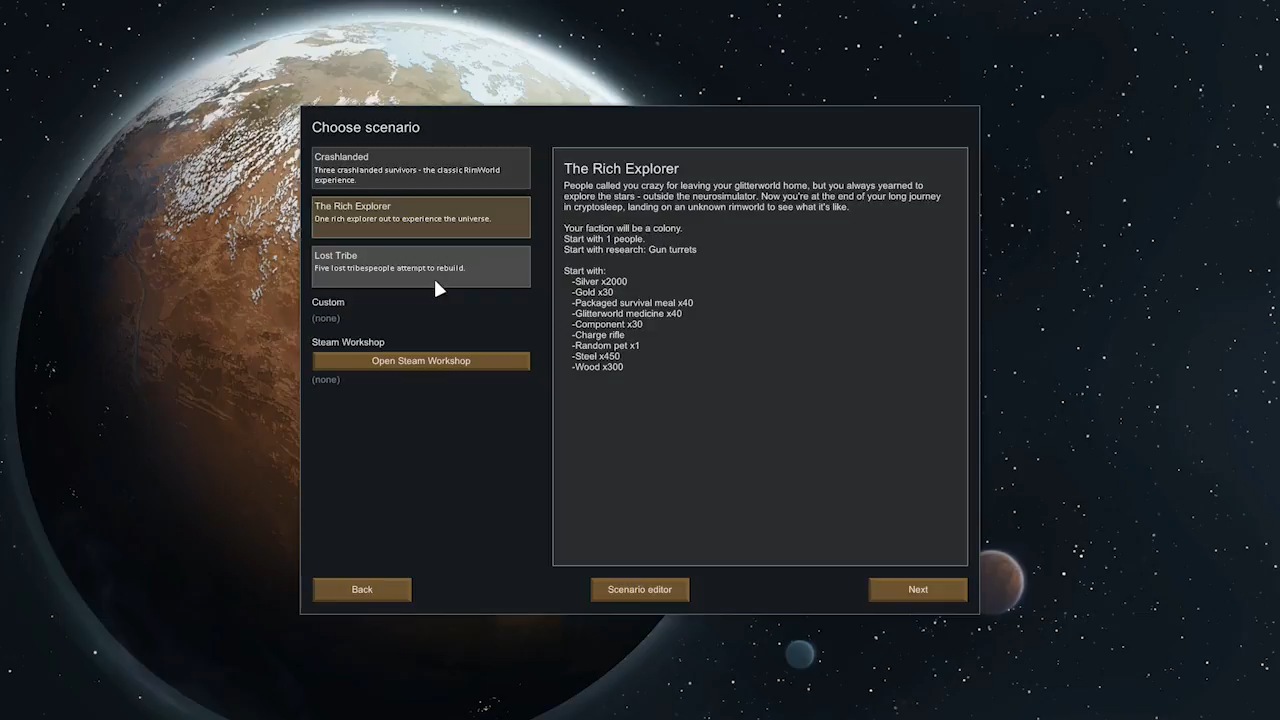 Choose scenario
Crashlanded
Three crashlanded survivors - the classic RimWorld
experience.
The Rich Explorer
One rich explorer out to experience the universe.
Lost Tribe
Five lost tribespeople attempt to rebuild.
Custom
(none)
Steam Workshop
Open Steam Workshop
(none)
The Rich Explorer
People called you crazy for leaving your glitterworld home, but you always yearned to
explore the stars - outside the neurosimulator. Now you're at the end of your long journey
in cryptosleep, landing on an unknown rimworld to see what it's like.
Your faction will be a colony.
Start with 1 people.
Start with research: Gun turrets
Start with:
-Silver x2000
-Gold x30
-Packaged survival meal x40
-Glitterworld medicine x40
-Component x30
-Charge rifle
-Random pet x1
-Steel x450
-Wood x300
Back
Scenario editor
Next